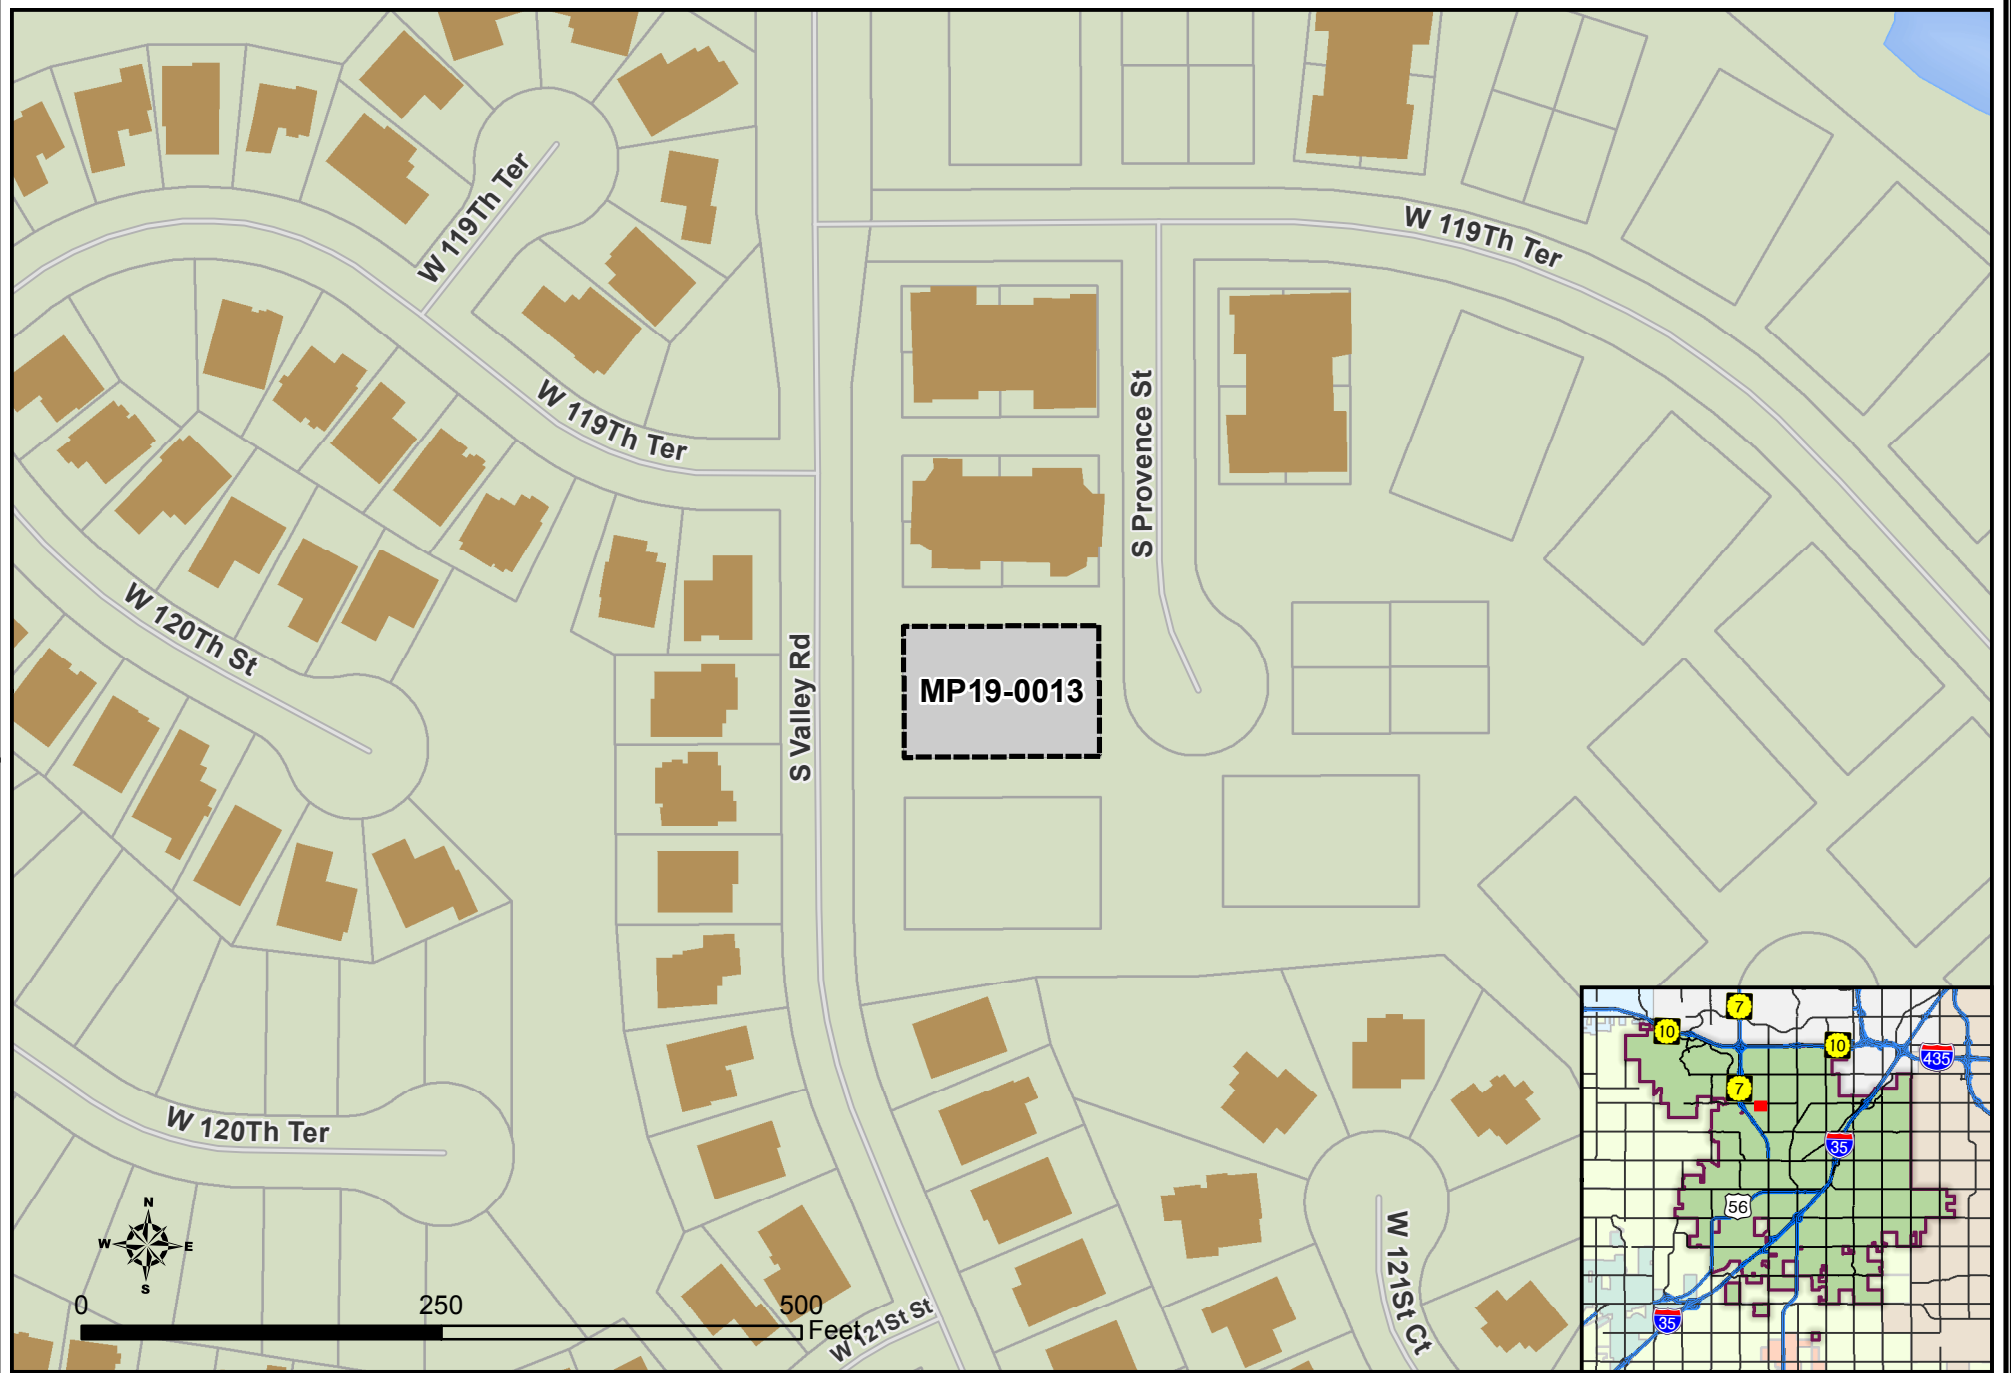 W 119Th Ter
W 119Th Ter
W 119Th Ter
S Provence St
W 120Th St
S Valley Rd
MP19-0013
W 120Th Ter
W 121St St
W 121St Ct
N
W
E
S
0
250
500
Feet
7
10
10
435
7
35
56
35